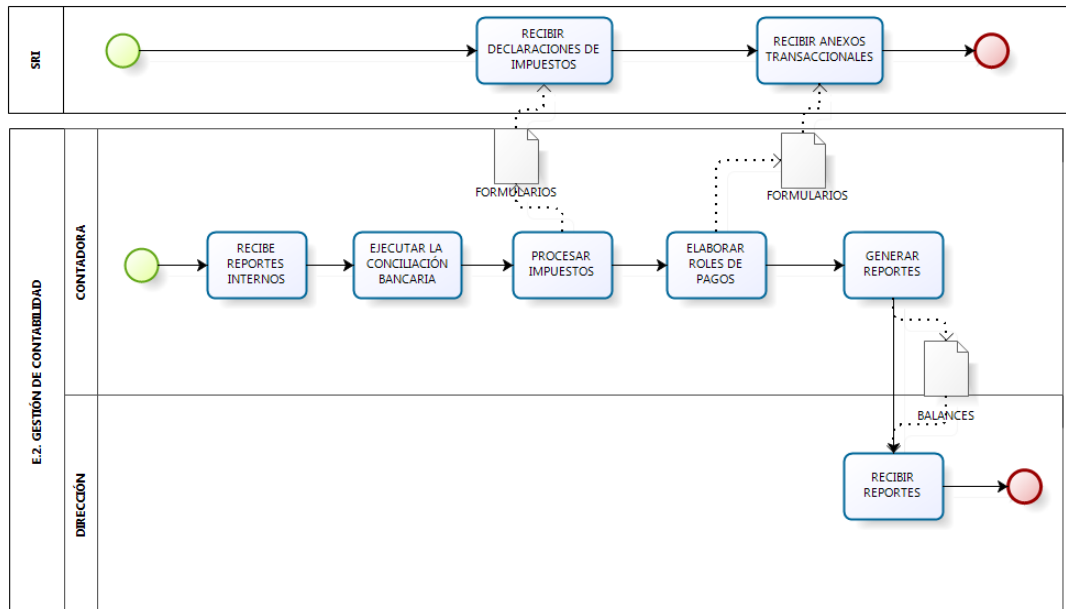 SRI
RECIBIR
DECLARACIONES DE
IMPUESTOS
RECIBIR ANEXOS
TRANSACCIONALES
E.2. GESTIÓN DE CONTABILIDAD
CONTADORA
FORMULARIOS
FORMULARIOS
RECIBE
REPORTES
INTERNOS
EJECUTAR LA
CONCILIACIÓN
BANCARIA
PROCESAR
IMPUESTOS
ELABORAR
ROLES DE
PAGOS
GENERAR
REPORTES
BALANCES
DIRECCIÓN
RECIBIR
REPORTES